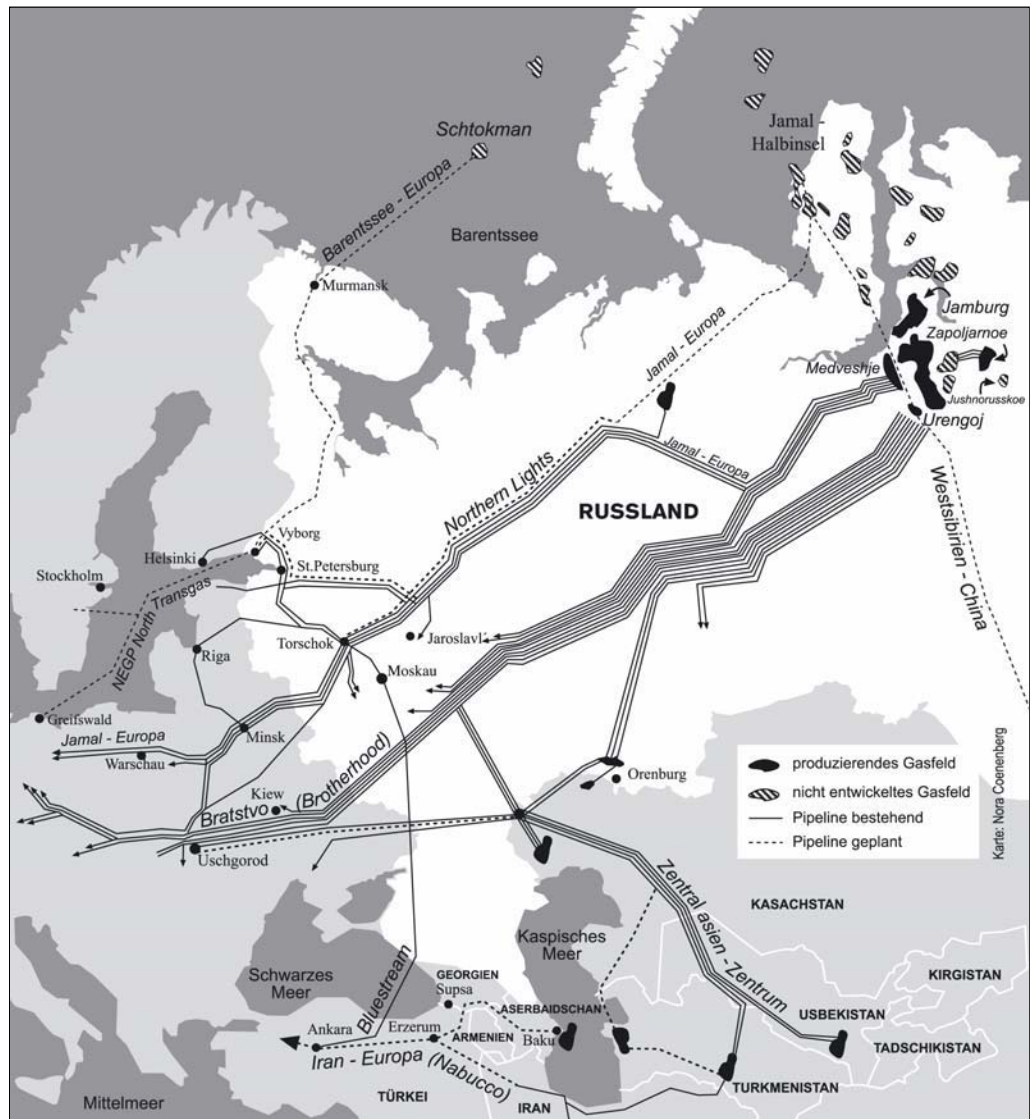 Schtokman
Jamal -
Halbinsel
Barentssee - Europa
Barentssee
Murmansk
Jamburg
Zapoljarnoe
Medveshje
Jushnorusskoe
Urengoj
Jamal - Europa
Jamal - Europa
Northern Lights
RUSSLAND
Westsibirien - China
Vyborg
Helsinki
St.Petersburg
Stockholm
NEGP North Transgas
Torschok
Jaroslavl´
Riga
Moskau
Greifswald
Minsk
Jamal - Europa
Warschau
Kiew
Bratstvo (Brotherhood)
Uschgorod
Orenburg
produzierendes Gasfeld
nicht entwickeltes Gasfeld
Pipeline bestehend
Pipeline geplant
Karte: Nora Coenenberg
KASACHSTAN
Zentral asien - Zentrum
Kaspisches
Meer
Schwarzes
Meer
Bluestream
GEORGIEN
Supsa
KIRGISTAN
ASERBAIDSCHAN
USBEKISTAN
Ankara
Erzerum
ARMENIEN
Baku
TADSCHIKISTAN
Iran - Europa (Nabucco)
TURKMENISTAN
TÜRKEI
IRAN
Mittelmeer